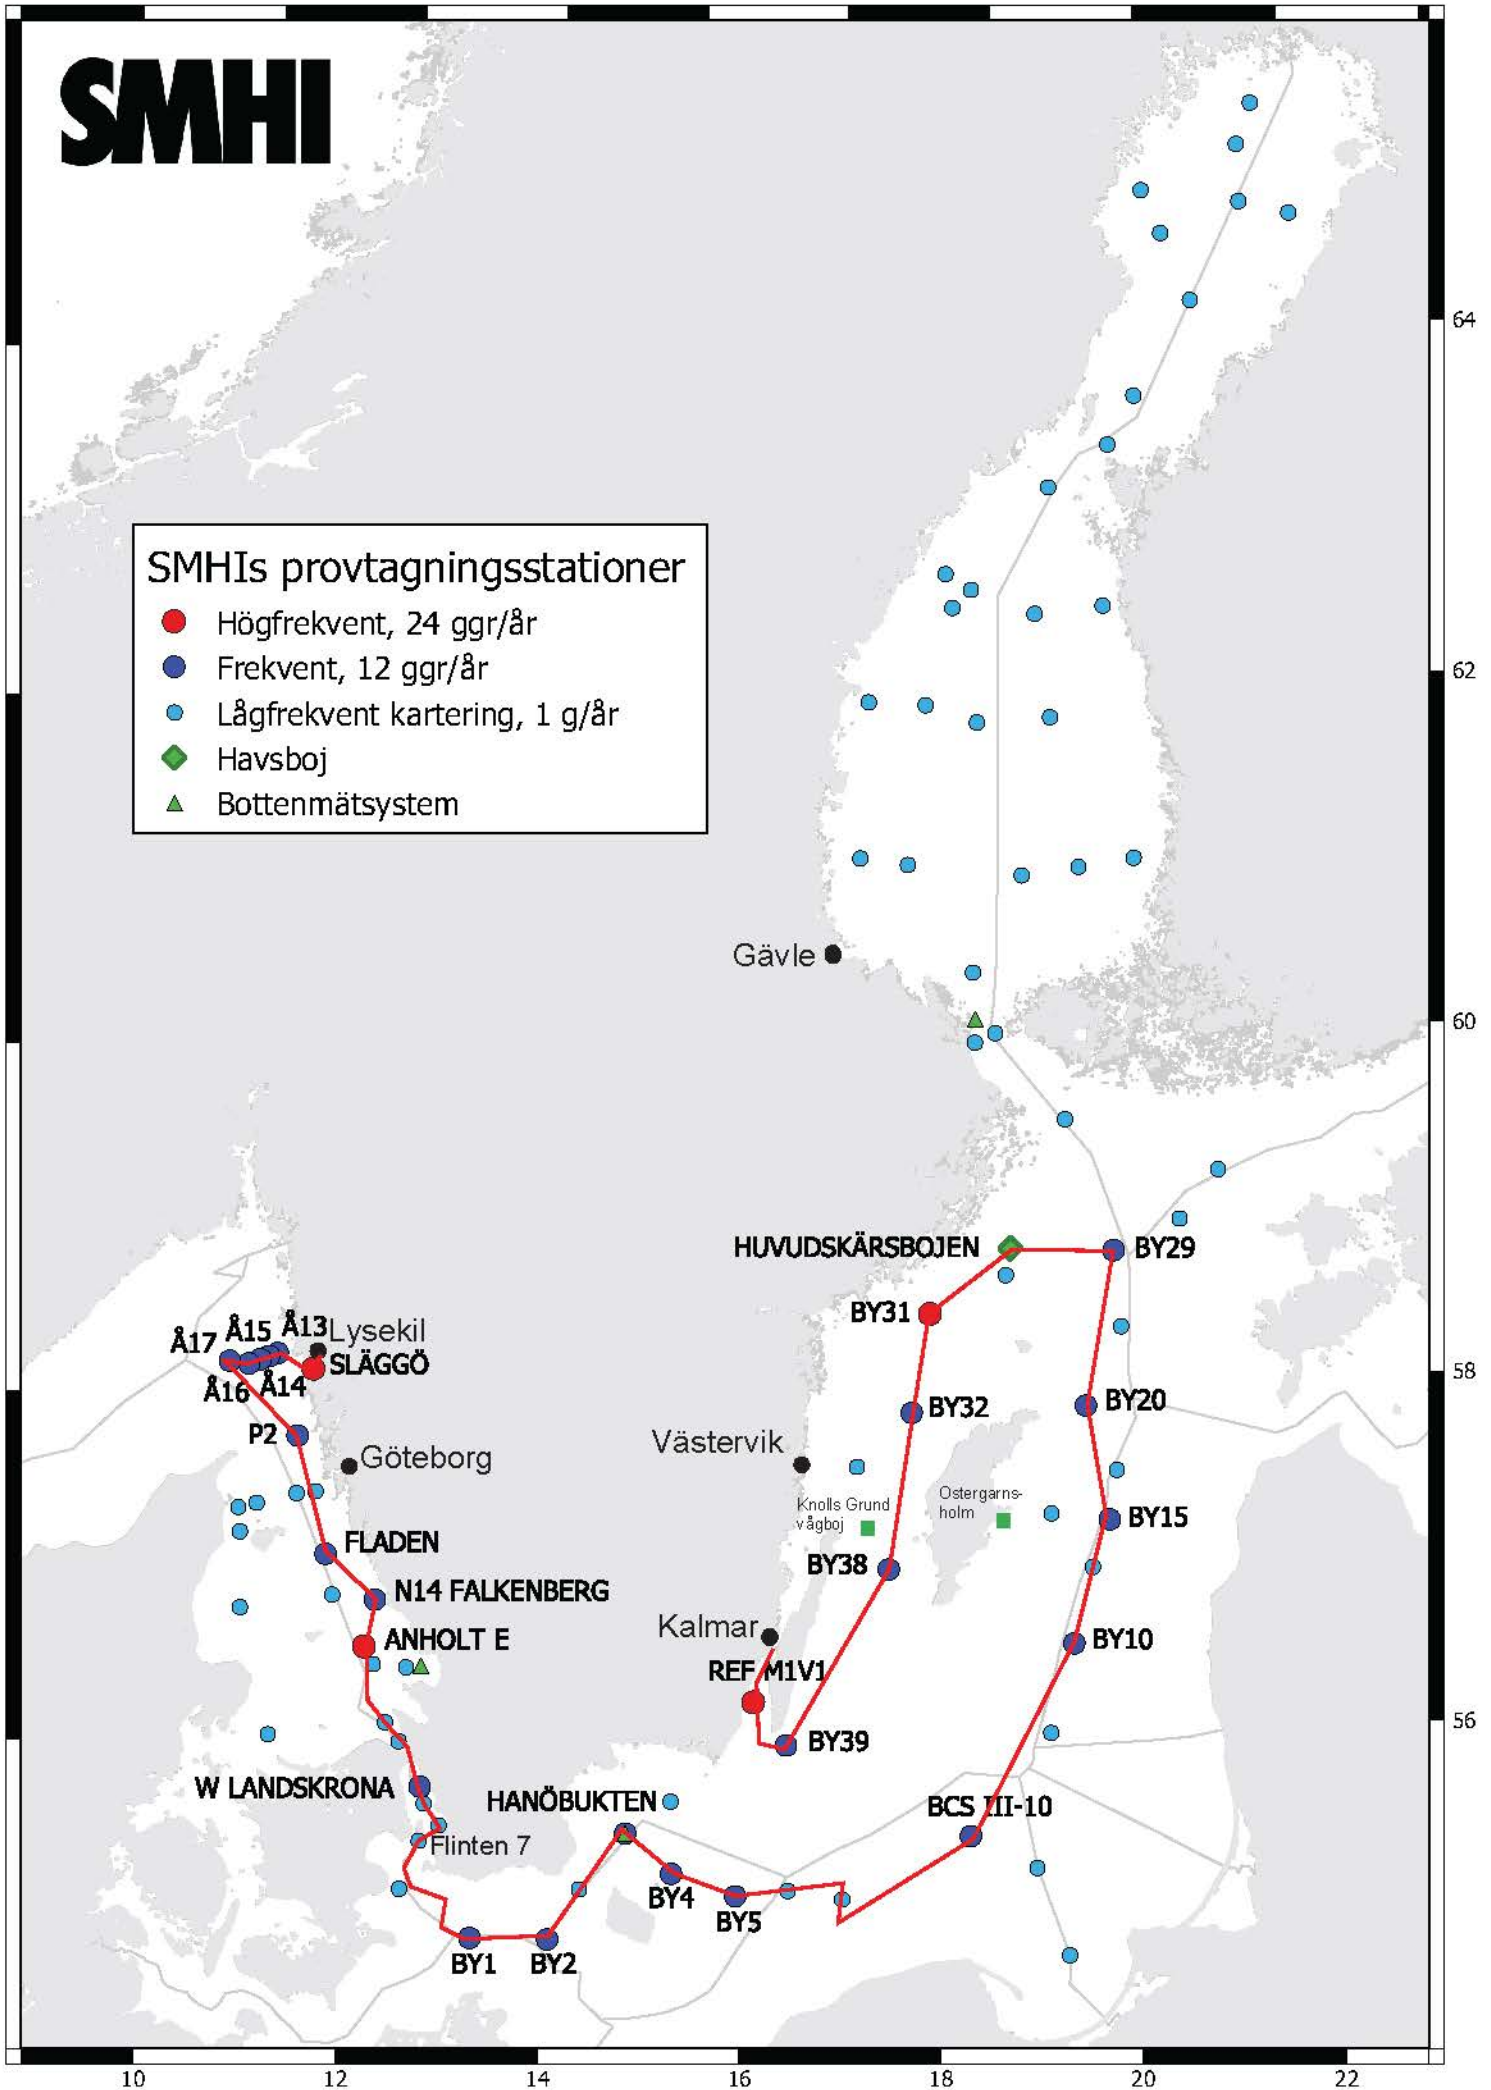 SMHI
64
SMHIs provtagningsstationer
Högfrekvent, 24 ggr/år
Frekvent, 12 ggr/år
62
Lågfrekvent kartering, 1 g/år
Havsboj
Bottenmätsystem
Gävle
60
HUVUDSKÄRSBOJEN
BY29
BY31
Å17
Å15
Å13
Lysekil
SLÄGGÖ
Å16
Å14
58
BY20
BY32
P2
Västervik
Göteborg
Knolls Grund
vågboj
Ostergarns-
holm
BY15
FLADEN
BY38
N14 FALKENBERG
Kalmar
ANHOLT E
BY10
REF M1V1
56
BY39
W LANDSKRONA
HANÖBUKTEN
BCS III-10
Flinten 7
BY4
BY5
BY1
BY2
10
12
14
16
18
20
22